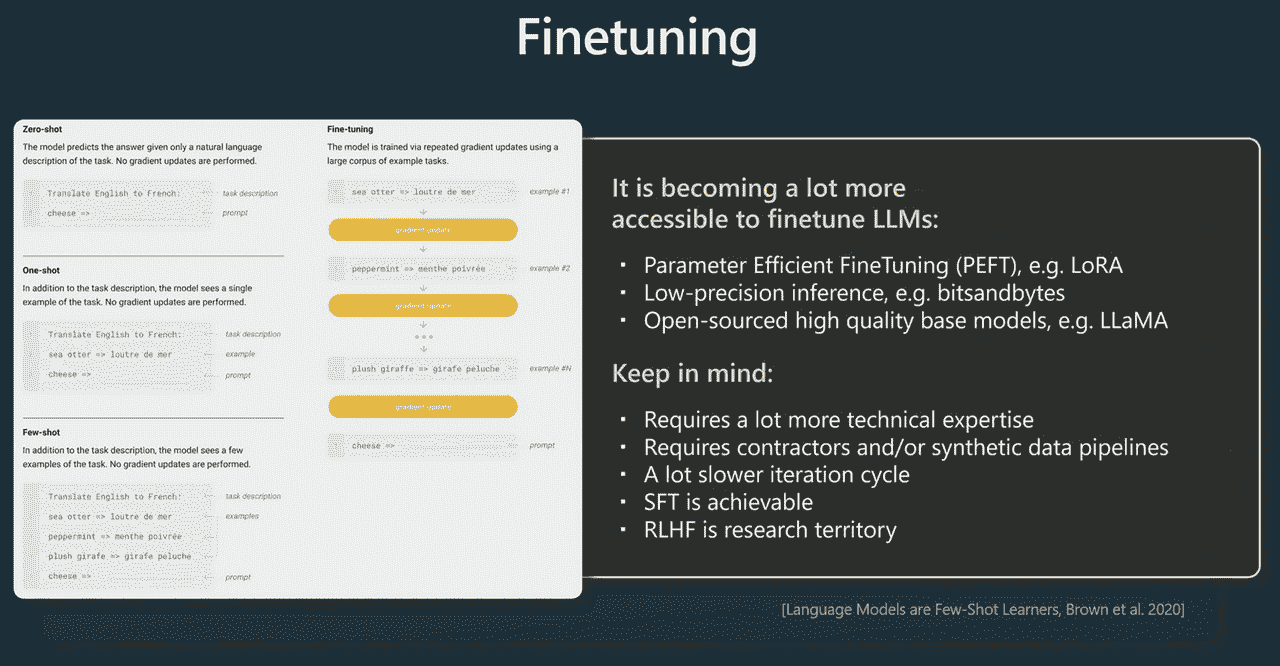 Finetuning
Zero-shot
The model predicts the answer given only a natural language
description of the task. No gradient updates are performed.
Translate English to French:
task description
cheese =>
prompt
One-shot
In addition to the task description, the model sees a single
example of the task. No gradient updates are performed.
Translate English to French:
task description
sea otter => loutre de mer
example
cheese =>
prompt
Few-shot
In addition to the task description, the model sees a few
examples of the task. No gradient updates are performed.
Translate English to French:
task description
sea otter => loutre de mer
examples
peppermint => menthe poivrée
plush girafe => girafe peluche
cheese =>
prompt
Fine-tuning
The model is trained via repeated gradient updates using a
large corpus of example tasks.
sea otter => loutre de mer
example #1
gradient update
peppermint => menthe poivrée
example #2
gradient update
plush giraffe => girafe peluche
example #N
gradient update
cheese =>
prompt
It is becoming a lot more
accessible to finetune LLMs:
· Parameter Efficient FineTuning (PEFT), e.g. LoRA
· Low-precision inference, e.g. bitsandbytes
· Open-sourced high quality base models, e.g. LLaMA
Keep in mind:
· Requires a lot more technical expertise
· Requires contractors and/or synthetic data pipelines
· A lot slower iteration cycle
· SFT is achievable
· RLHF is research territory
[Language Models are Few-Shot Learners, Brown et al. 2020]